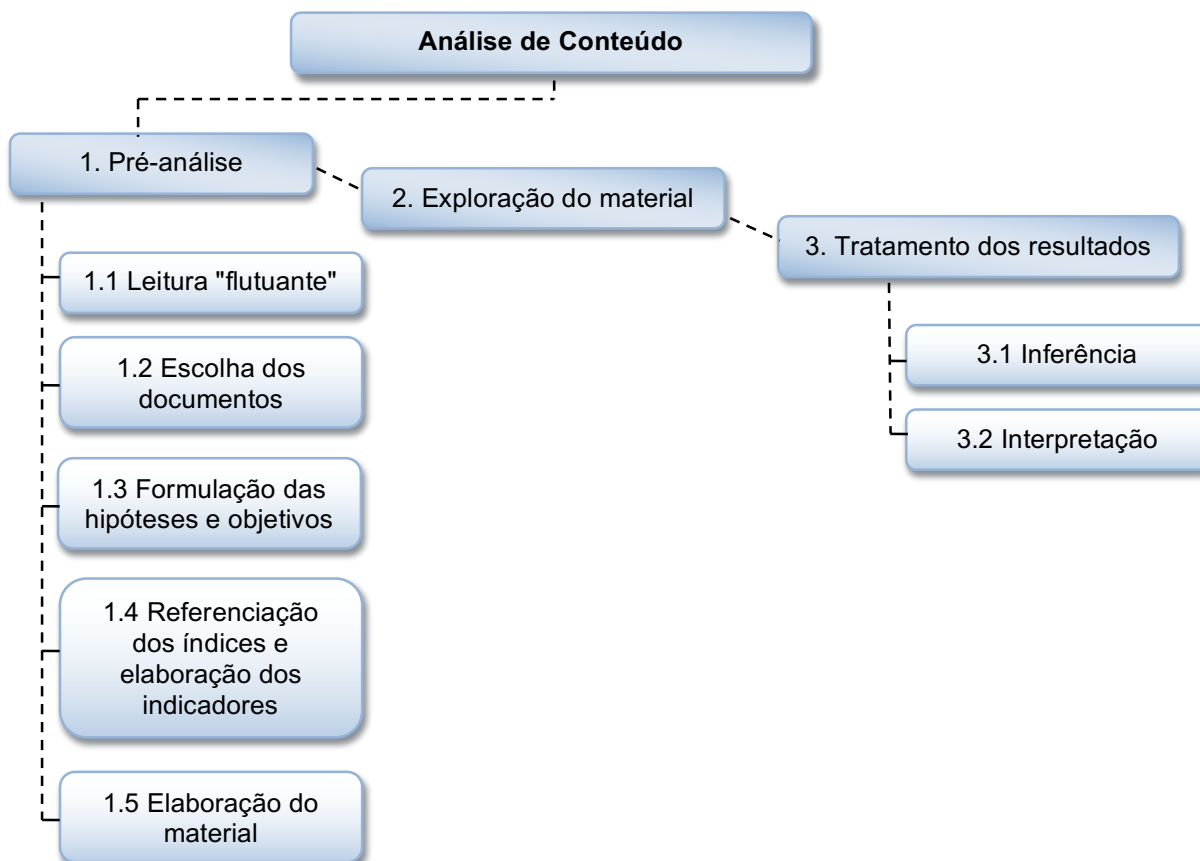 Análise de Conteúdo
1. Pré-análise
2. Exploração do material
3. Tratamento dos resultados
1.1 Leitura "flutuante"
1.2 Escolha dos
documentos
1.3 Formulação das
hipóteses e objetivos
1.4 Referenciação
dos índices e
elaboração dos
indicadores
1.5 Elaboração do
material
3.1 Inferência
3.2 Interpretação